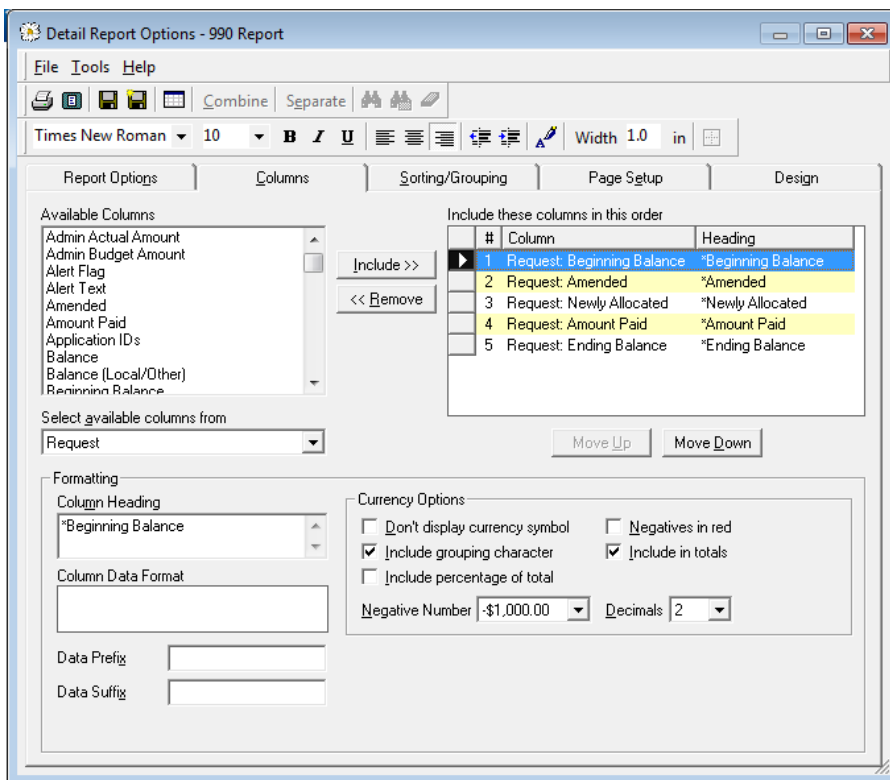 Detail Report Options - 990 Report
File Tools Help
Combine Separate
Times New Roman 10 B I U Width 1.0 in
Report Options Columns Sorting/Grouping Page Setup Design
Available Columns
Admin Actual Amount
Admin Budget Amount
Alert Flag
Alert Text
Amended
Amount Paid
Application IDs
Balance
Balance (Local/Other)
Beginning Balance
Include >>
<< Remove
Include these columns in this order
# Column Heading
1 Request: Beginning Balance *Beginning Balance
2 Request: Amended *Amended
3 Request: Newly Allocated *Newly Allocated
4 Request: Amount Paid *Amount Paid
5 Request: Ending Balance *Ending Balance
Select available columns from
Request
Move Up Move Down
Formatting
Column Heading
*Beginning Balance
Column Data Format
Data Prefix
Data Suffix
Currency Options
Don't display currency symbol Negatives in red
Include grouping character Include in totals
Include percentage of total
Negative Number -$1,000.00 Decimals 2